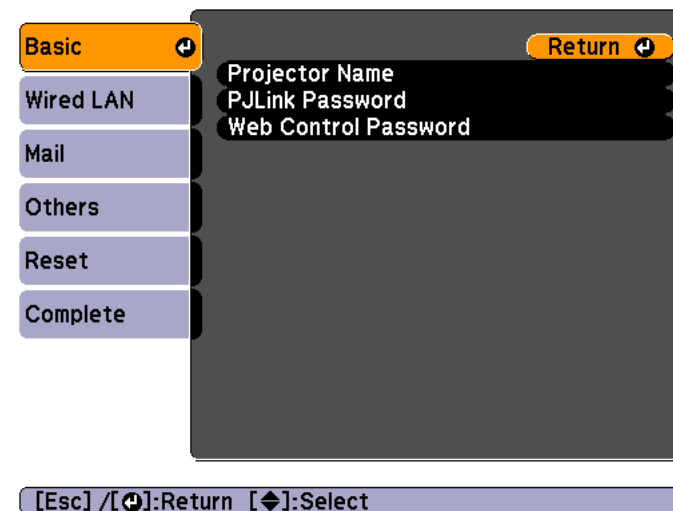 Basic
Return
Projector Name
PJLink Password
Web Control Password
Wired LAN
Mail
Others
Reset
Complete
[Esc] /[⏎]:Return [◆]:Select